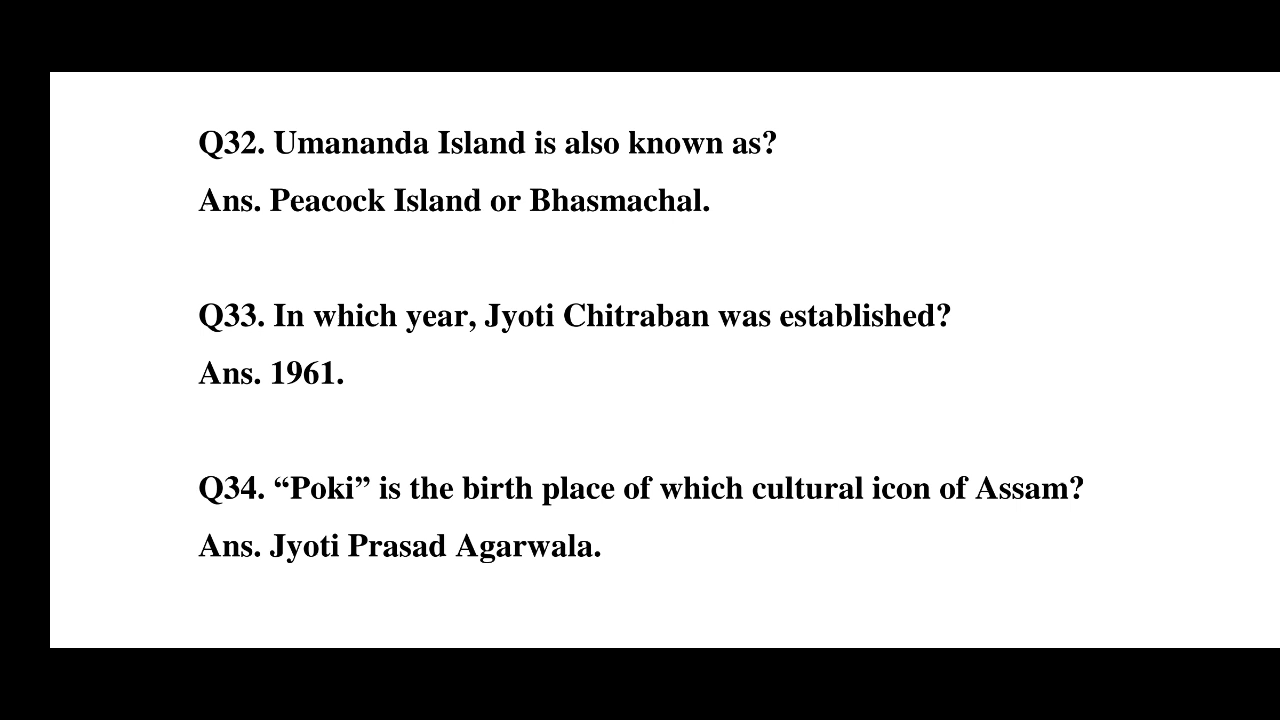 Q32. Umananda Island is also known as?
Ans. Peacock Island or Bhasmachal.
Q33. In which year, Jyoti Chitraban was established?
Ans. 1961.
Q34. “Poki” is the birth place of which cultural icon of Assam?
Ans. Jyoti Prasad Agarwala.